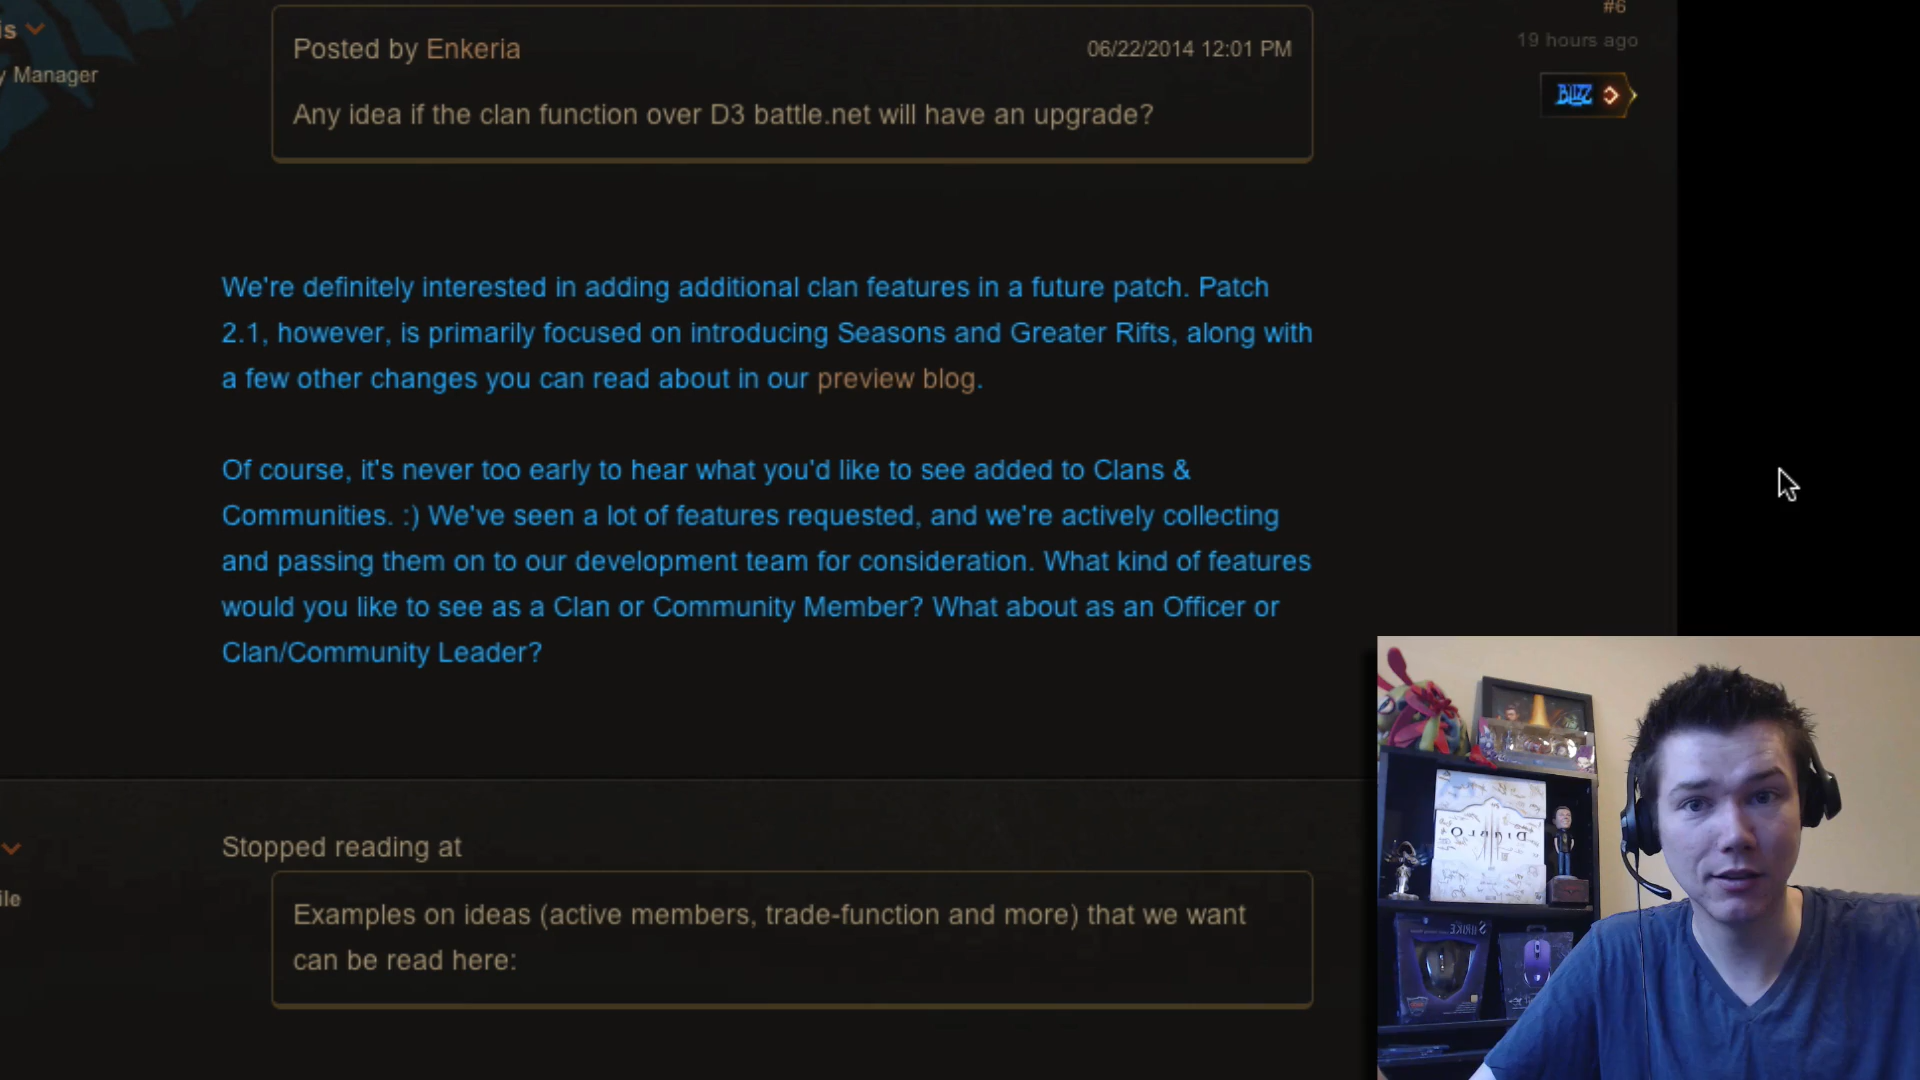 is
#6
19 hours ago
y Manager
BLIZZ
Posted by Enkeria
06/22/2014 12:01 PM
Any idea if the clan function over D3 battle.net will have an upgrade?
We're definitely interested in adding additional clan features in a future patch. Patch
2.1, however, is primarily focused on introducing Seasons and Greater Rifts, along with
a few other changes you can read about in our preview blog.
Of course, it's never too early to hear what you'd like to see added to Clans &
Communities. :) We've seen a lot of features requested, and we're actively collecting
and passing them on to our development team for consideration. What kind of features
would you like to see as a Clan or Community Member? What about as an Officer or
Clan/Community Leader?
ile
Stopped reading at
Examples on ideas (active members, trade-function and more) that we want
can be read here:
DIABLO